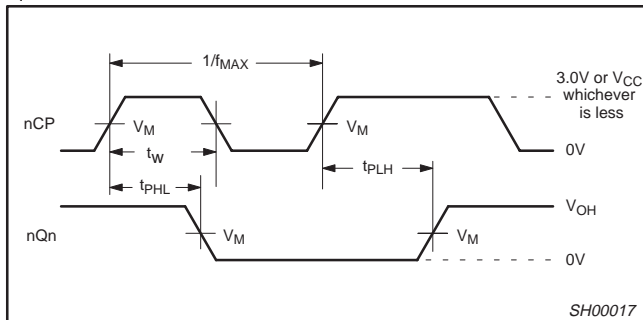 1/fMAX
3.0V or VCC
whichever
is less
nCP
VM
VM
tW
0V
tPHL
tPLH
VOH
nQn
VM
VM
0V
SH00017